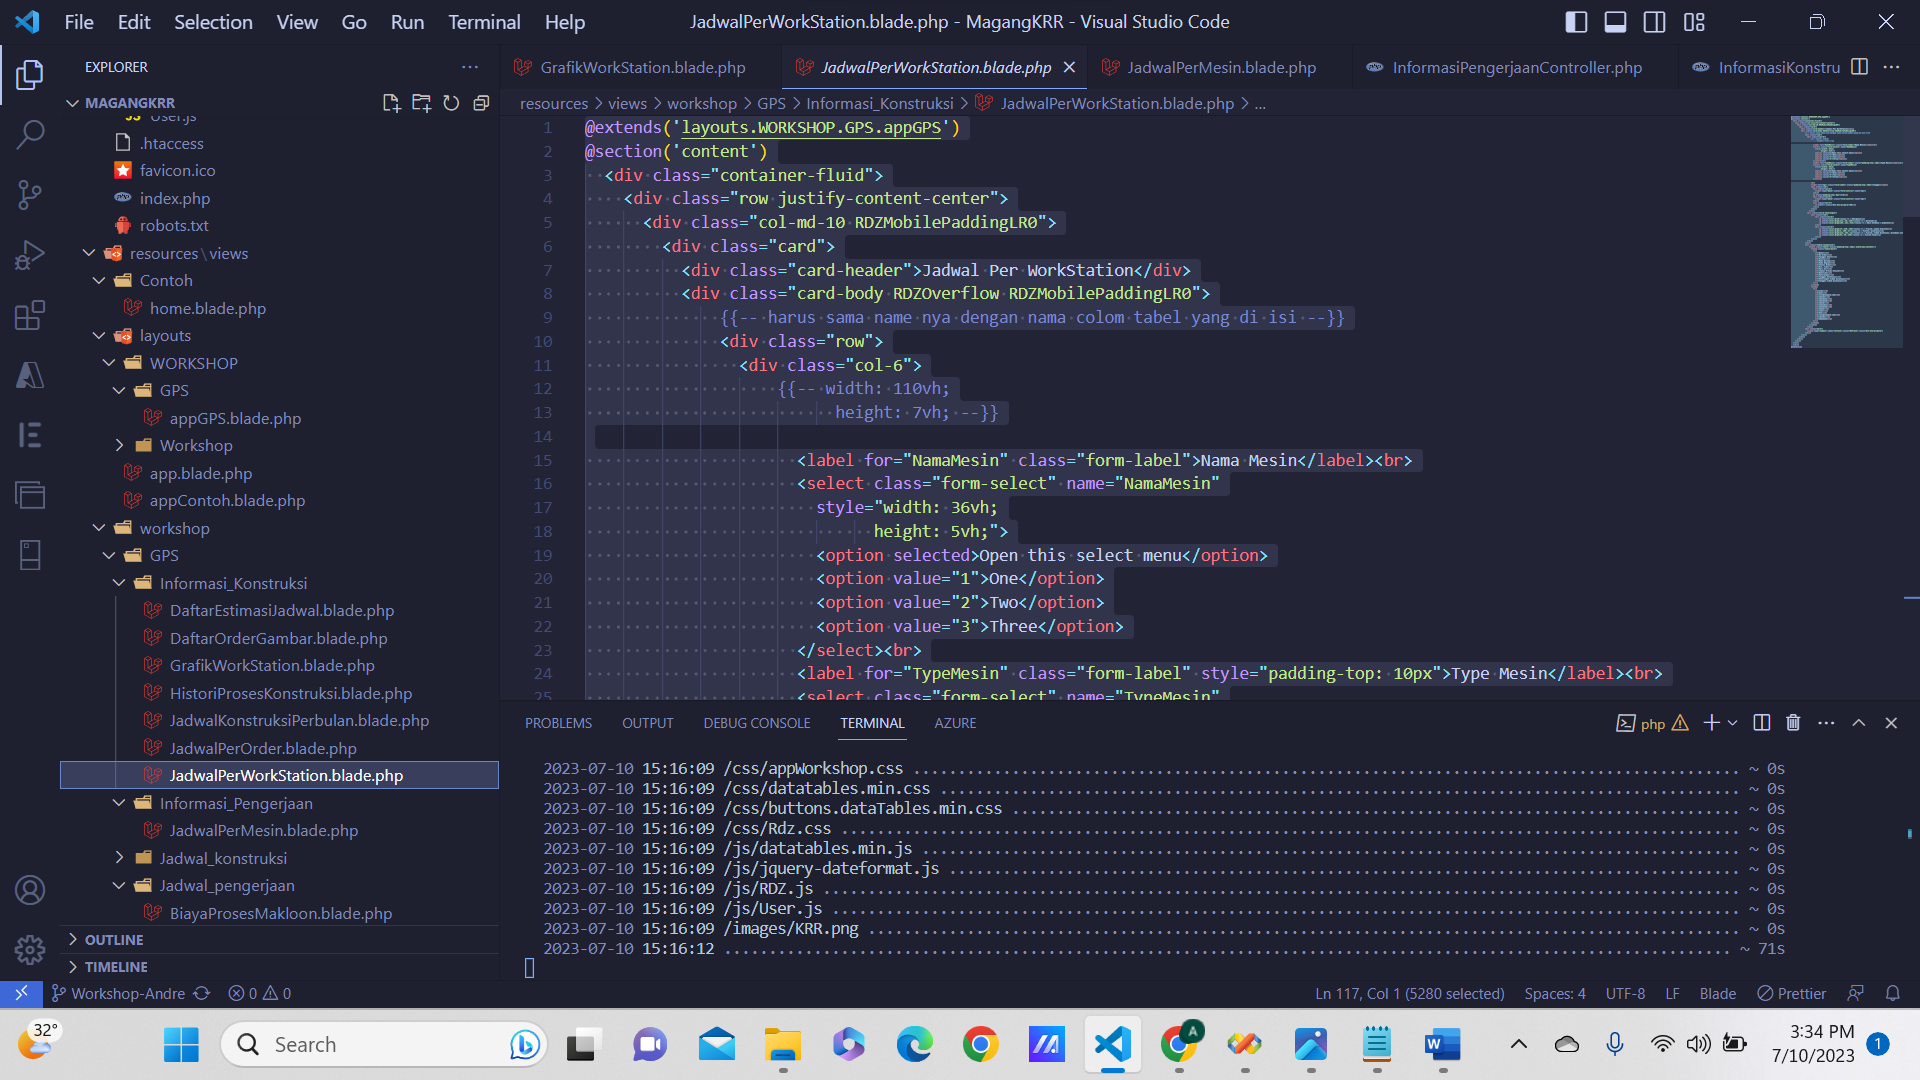 File Edit Selection View Go Run Terminal Help JadwalPerWorkStation.blade.php - MagangKRR - Visual Studio Code
EXPLORER
MAGANGKRR
User.js
.htaccess
favicon.ico
index.php
robots.txt
resources\views
Contoh
home.blade.php
layouts
WORKSHOP
GPS
appGPS.blade.php
Workshop
app.blade.php
appContoh.blade.php
workshop
GPS
Informasi_Konstruksi
DaftarEstimasiJadwal.blade.php
DaftarOrderGambar.blade.php
GrafikWorkStation.blade.php
HistoriProsesKonstruksi.blade.php
JadwalKonstruksiPerbulan.blade.php
JadwalPerOrder.blade.php
JadwalPerWorkStation.blade.php
Informasi_Pengerjaan
JadwalPerMesin.blade.php
Jadwal_konstruksi
Jadwal_pengerjaan
BiayaProsesMakloon.blade.php
OUTLINE
TIMELINE
GrafikWorkStation.blade.php JadwalPerWorkStation.blade.php JadwalPerMesin.blade.php InformasiPengerjaanController.php InformasiKonstru
resources > views > workshop > GPS > Informasi_Konstruksi > JadwalPerWorkStation.blade.php > ...
1 @extends('layouts.WORKSHOP.GPS.appGPS')
2 @section('content')
3 <div class="container-fluid">
4 <div class="row justify-content-center">
5 <div class="col-md-10 RDZMobilePaddingLR0">
6 <div class="card">
7 <div class="card-header">Jadwal Per WorkStation</div>
8 <div class="card-body RDZOverflow RDZMobilePaddingLR0">
9 {{-- harus sama name nya dengan nama colom tabel yang di isi --}}
10 <div class="row">
11 <div class="col-6">
12 {{-- width: 110vh;
13 height: 7vh; --}}
14
15 <label for="NamaMesin" class="form-label">Nama Mesin</label><br>
16 <select class="form-select" name="NamaMesin"
17 style="width: 36vh;
18 height: 5vh;">
19 <option selected>Open this select menu</option>
20 <option value="1">One</option>
21 <option value="2">Two</option>
22 <option value="3">Three</option>
23 </select><br>
24 <label for="TypeMesin" class="form-label" style="padding-top: 10px">Type Mesin</label><br>
25 <select class="form-select" name="TypeMesin"
PROBLEMS OUTPUT DEBUG CONSOLE TERMINAL AZURE php
2023-07-10 15:16:09 /css/appWorkshop.css ~ 0s
2023-07-10 15:16:09 /css/datatables.min.css ~ 0s
2023-07-10 15:16:09 /css/buttons.dataTables.min.css ~ 0s
2023-07-10 15:16:09 /css/Rdz.css ~ 0s
2023-07-10 15:16:09 /js/datatables.min.js ~ 0s
2023-07-10 15:16:09 /js/jquery-dateformat.js ~ 0s
2023-07-10 15:16:09 /js/RDZ.js ~ 0s
2023-07-10 15:16:09 /js/User.js ~ 0s
2023-07-10 15:16:09 /images/KRR.png ~ 0s
2023-07-10 15:16:12 ~ 71s
Workshop-Andre 0 0 Ln 117, Col 1 (5280 selected) Spaces: 4 UTF-8 LF Blade Prettier
32° Search A W 3:34 PM
7/10/2023 1